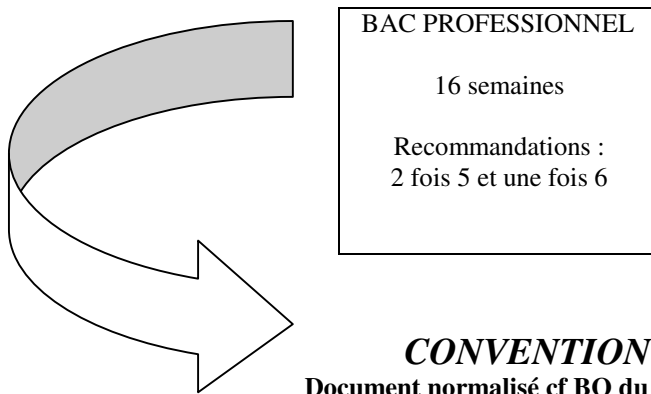 BAC PROFESSIONNEL
16 semaines
Recommandations :
2 fois 5 et une fois 6
CONVENTION
Document normalisé cf BO du